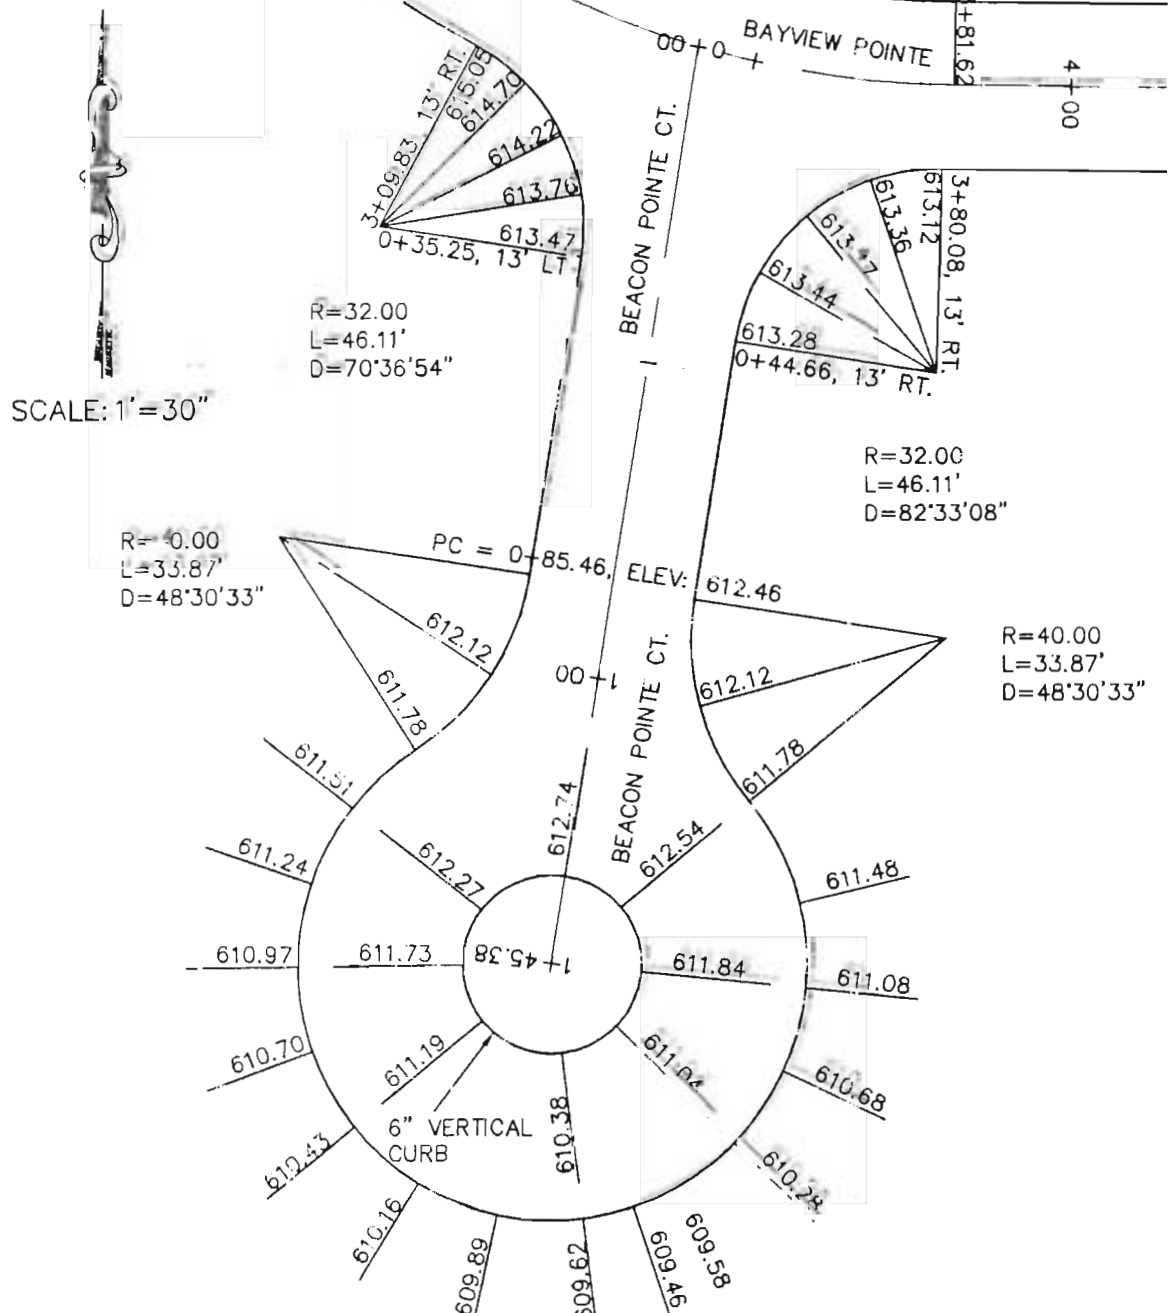 BAYVIEW POINTE
0+00
3+81.62
4+00
BEACON POINTE CT.
13' RT.
3+09.83
615.05
614.70
614.22
613.76
613.47
0+35.25, 13' LT
R=32.00
L=46.11'
D=70°36'54"
SCALE: 1'=30"
3+80.08, 13' RT.
613.12
613.36
613.47
613.44
613.28
0+44.66, 13' RT.
R=32.00
L=46.11'
D=82°33'08"
L=33.87'
D=48°30'33"
PC = 0+85.46, ELEV: 612.46
612.12
611.78
1+00
BEACON POINTE CT.
612.12
611.78
R=40.00
L=33.87'
D=48°30'33"
611.51
611.24
610.97
610.70
610.43
610.16
609.89
609.62
609.46
609.58
610.28
610.68
611.08
611.48
612.74
612.54
612.27
611.73
1+45.38
611.84
611.19
611.04
610.38
6" VERTICAL
CURB